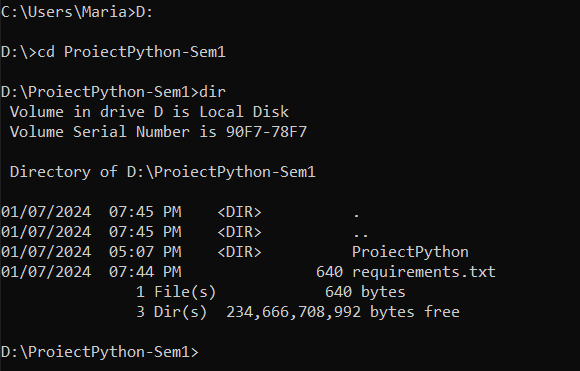 C:\Users\Maria>D:
D:\>cd ProiectPython-Sem1
D:\ProiectPython-Sem1>dir
 Volume in drive D is Local Disk
 Volume Serial Number is 90F7-78F7
 Directory of D:\ProiectPython-Sem1
01/07/2024  07:45 PM    <DIR>          .
01/07/2024  07:45 PM    <DIR>          ..
01/07/2024  05:07 PM    <DIR>          ProiectPython
01/07/2024  07:44 PM               640 requirements.txt
               1 File(s)            640 bytes
               3 Dir(s)  234,666,708,992 bytes free
D:\ProiectPython-Sem1>